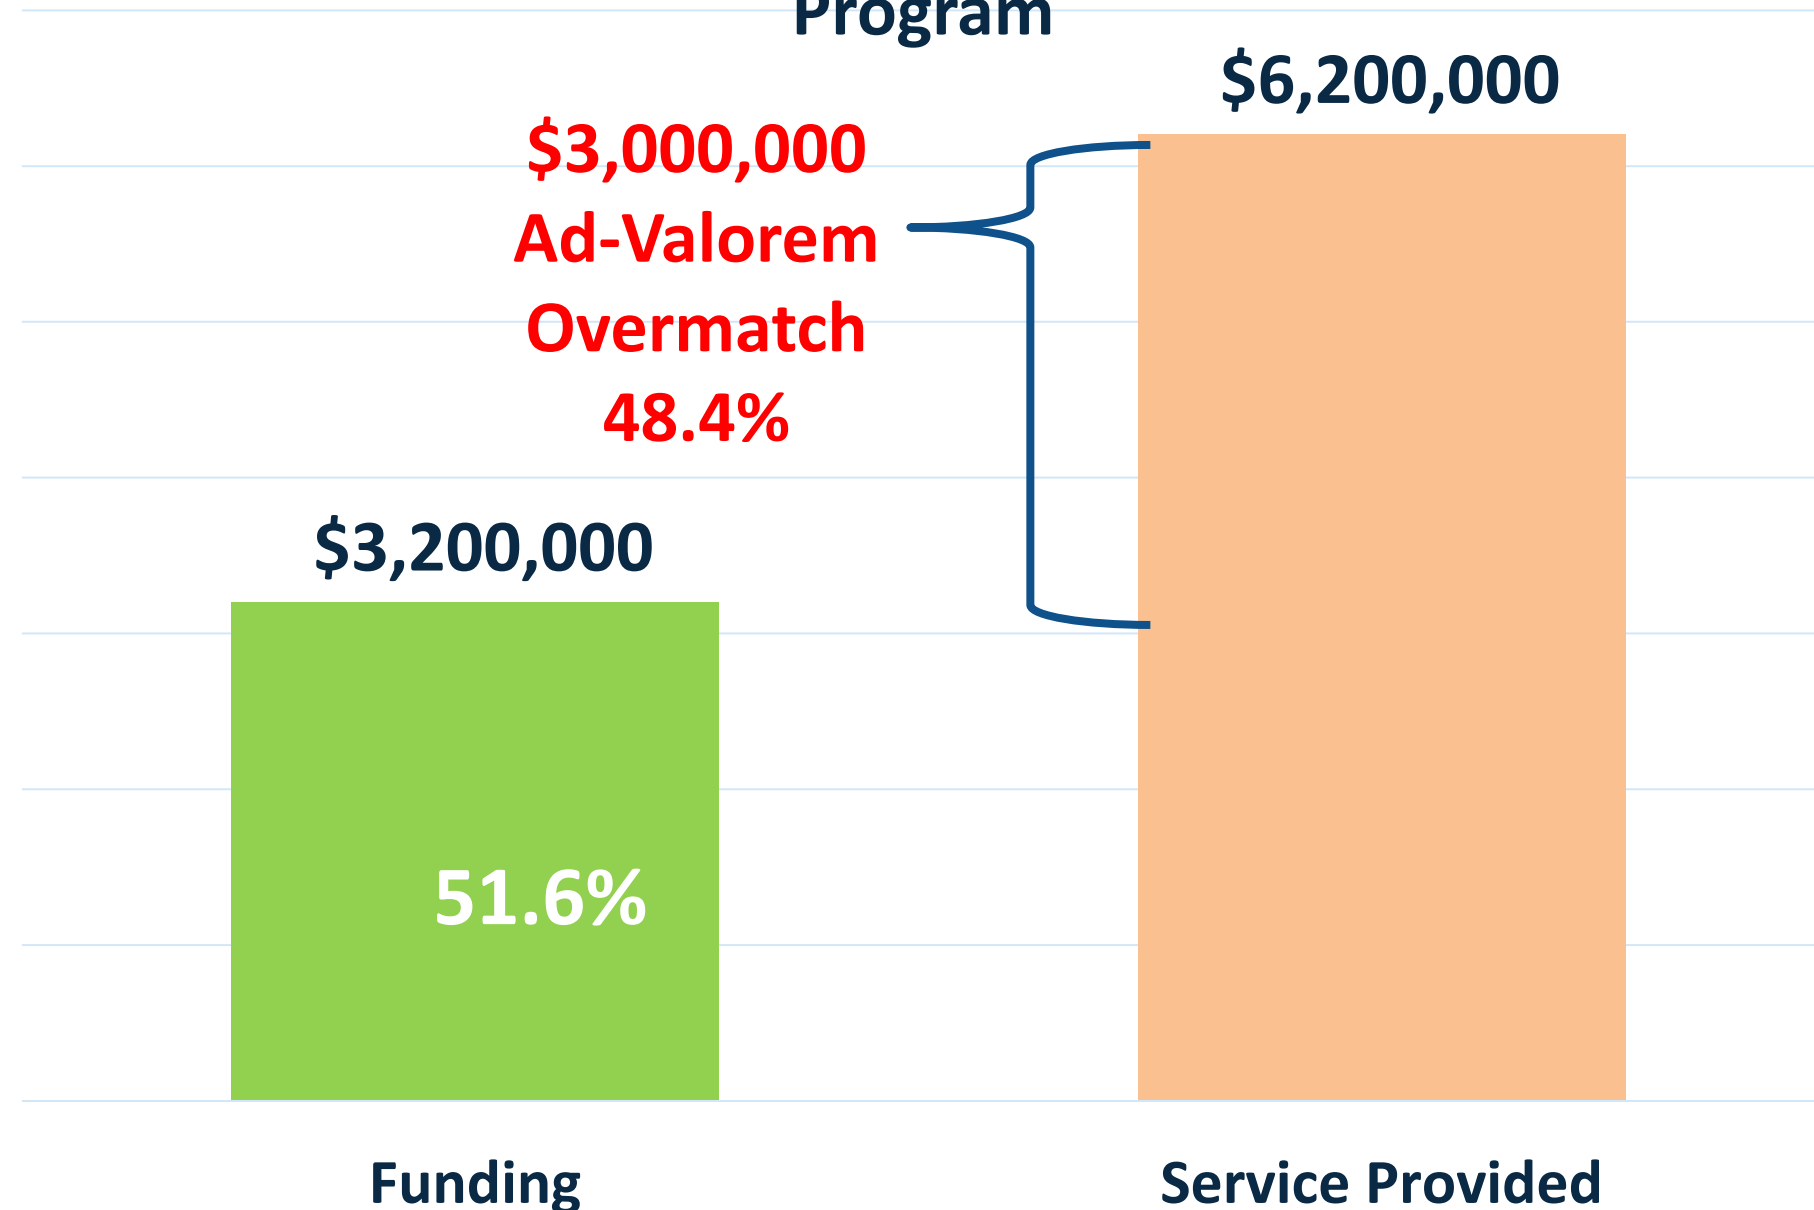 Program
$6,200,000
$3,000,000
Ad-Valorem
Overmatch
48.4%
$3,200,000
51.6%
Funding
Service Provided